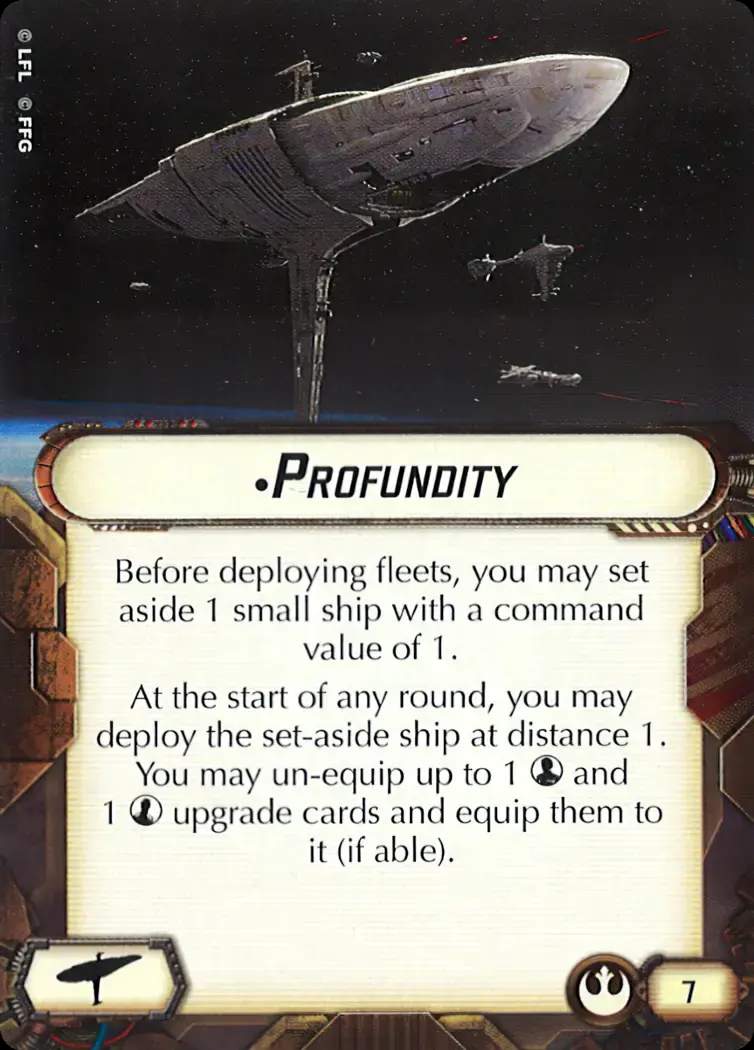 © LFL © FFG
•PROFUNDITY
Before deploying fleets, you may set
aside 1 small ship with a command
value of 1.
At the start of any round, you may
deploy the set-aside ship at distance 1.
You may un-equip up to 1 and
1 upgrade cards and equip them to
it (if able).
7